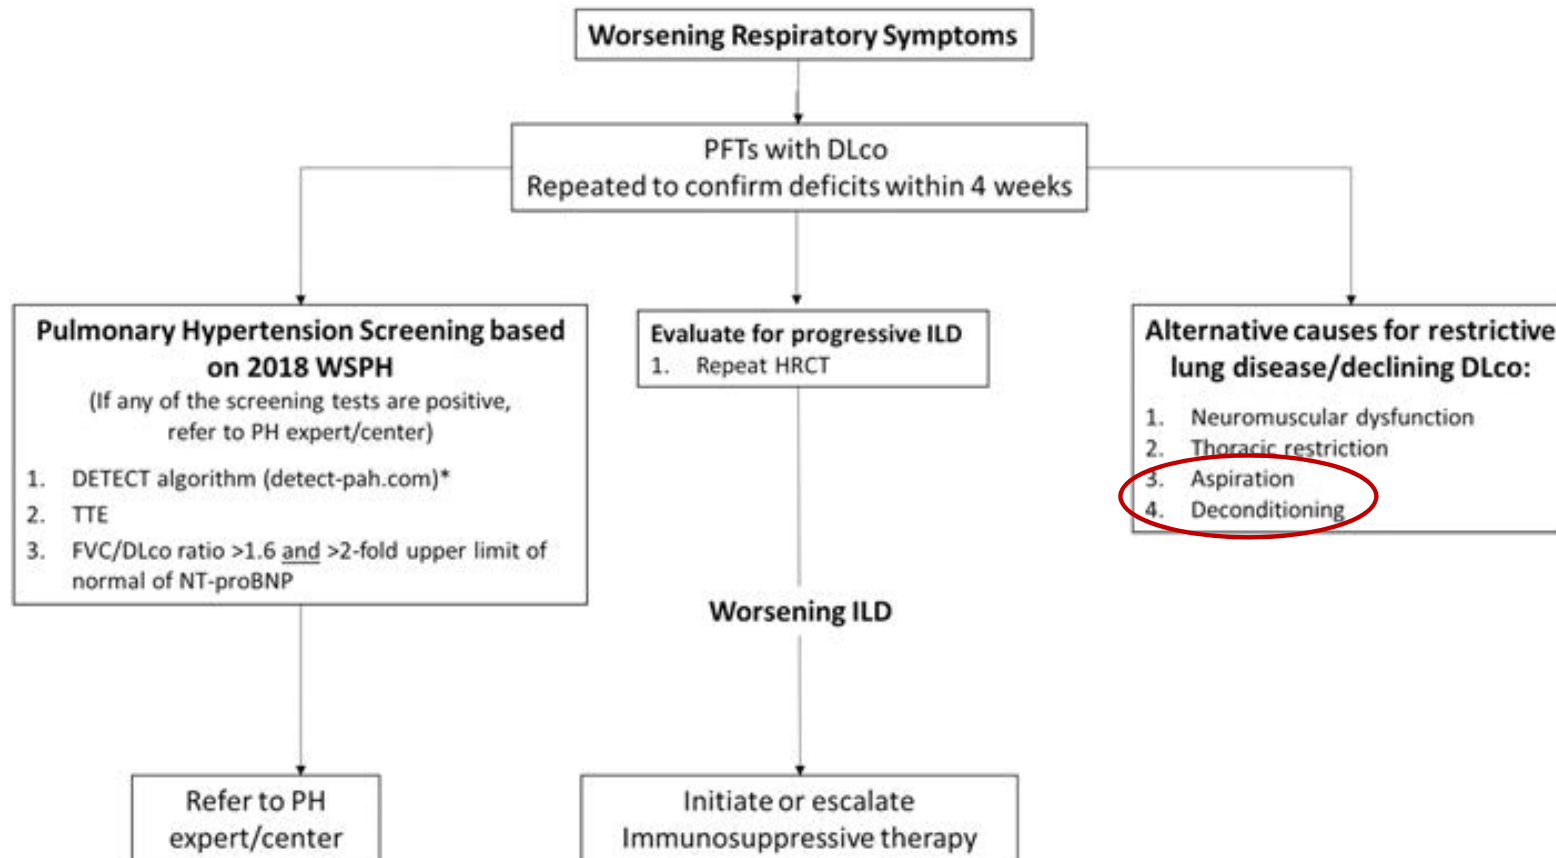 Worsening Respiratory Symptoms
PFTs with DLco
Repeated to confirm deficits within 4 weeks
Pulmonary Hypertension Screening based
on 2018 WSPH
(If any of the screening tests are positive,
refer to PH expert/center)
1. DETECT algorithm (detect-pah.com)*
2. TTE
3. FVC/DLco ratio >1.6 and >2-fold upper limit of
normal of NT-proBNP
Evaluate for progressive ILD
1. Repeat HRCT
Alternative causes for restrictive
lung disease/declining DLco:
1. Neuromuscular dysfunction
2. Thoracic restriction
3. Aspiration
4. Deconditioning
Worsening ILD
Refer to PH
expert/center
Initiate or escalate
Immunosuppressive therapy